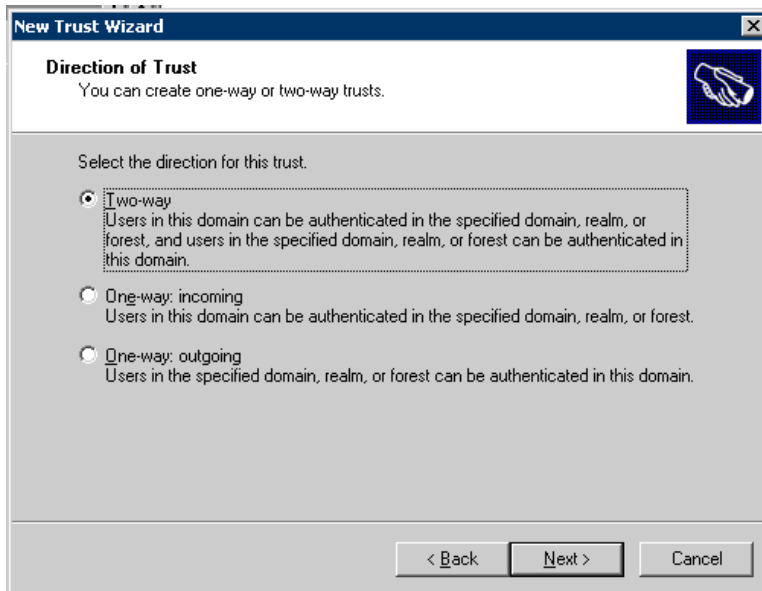 New Trust Wizard
Direction of Trust
You can create one-way or two-way trusts.
Select the direction for this trust.
Two-way
Users in this domain can be authenticated in the specified domain, realm, or
forest, and users in the specified domain, realm, or forest can be authenticated in
this domain.
One-way: incoming
Users in this domain can be authenticated in the specified domain, realm, or forest.
One-way: outgoing
Users in the specified domain, realm, or forest can be authenticated in this domain.
< Back Next > Cancel